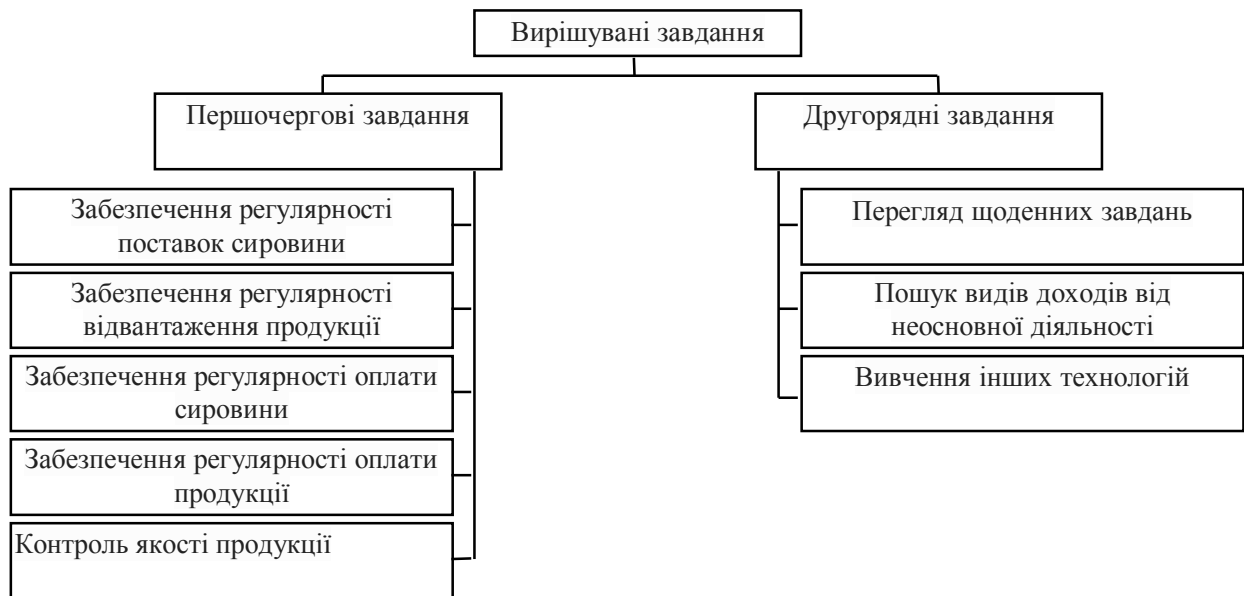 Вирішувані завдання
Першочергові завдання
Забезпечення регулярності
поставок сировини
Забезпечення регулярності
відвантаження продукції
Забезпечення регулярності оплати
сировини
Забезпечення регулярності оплати
продукції
Контроль якості продукції
Другорядні завдання
Перегляд щоденних завдань
Пошук видів доходів від
неосновної діяльності
Вивчення інших технологій